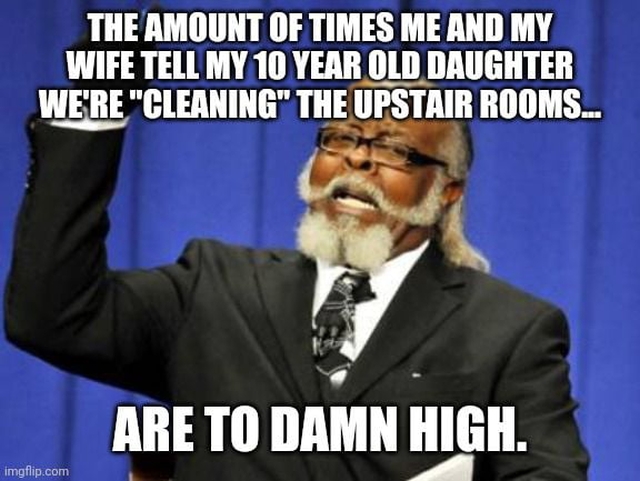 THE AMOUNT OF TIMES ME AND MY
WIFE TELL MY 10 YEAR OLD DAUGHTER
WE'RE "CLEANING" THE UPSTAIR ROOMS...
ARE TO DAMN HIGH.
imgflip.com